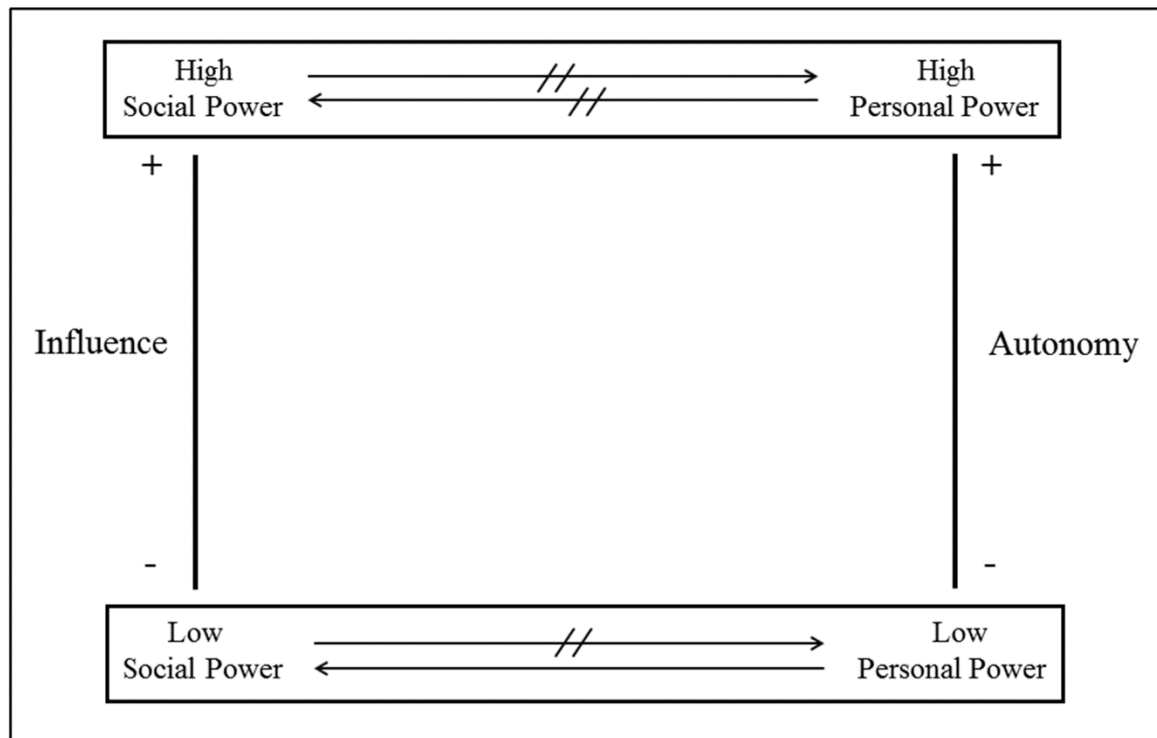 High
Social Power
High
Personal Power
+
+
Influence
Autonomy
-
-
Low
Social Power
Low
Personal Power